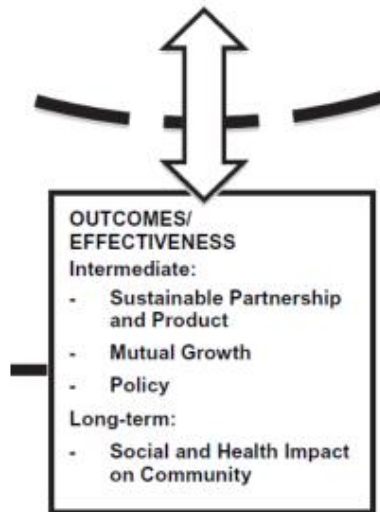 OUTCOMES/
EFFECTIVENESS
Intermediate:
- Sustainable Partnership
and Product
- Mutual Growth
- Policy
Long-term:
- Social and Health Impact
on Community